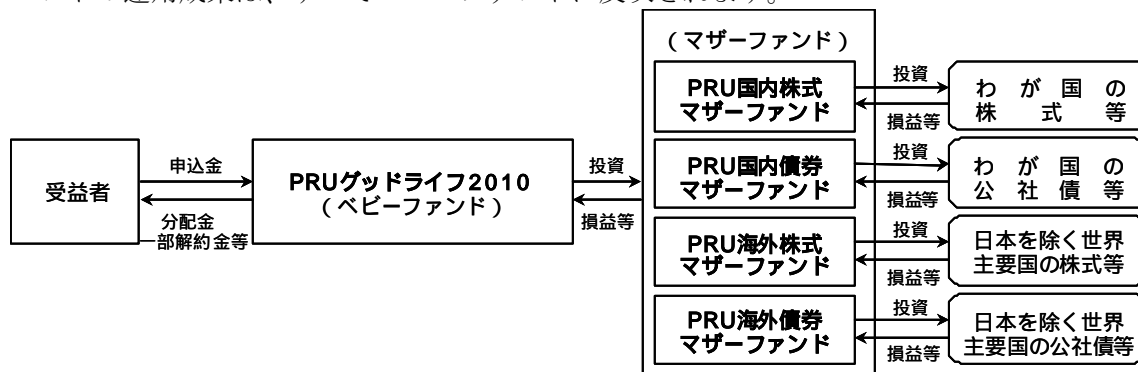 （マザーファンド）
PRU国内株式
マザーファンド
投資
損益等
わが国の
株式等
PRU国内債券
マザーファンド
投資
損益等
わが国の
公社債等
受益者
申込金
分配金
一部解約金等
PRUグッドライフ2010
（ベビーファンド）
投資
損益等
PRU海外株式
マザーファンド
投資
損益等
日本を除く世界
主要国の株式等
PRU海外債券
マザーファンド
投資
損益等
日本を除く世界
主要国の公社債等